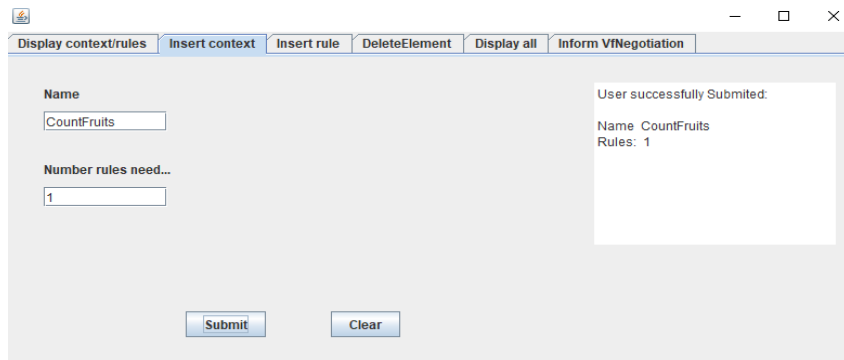 Display context/rules Insert context Insert rule DeleteElement Display all Inform VfNegotiation
Name
CountFruits
Number rules need...
1
Submit Clear
User successfully Submited:
Name CountFruits
Rules: 1